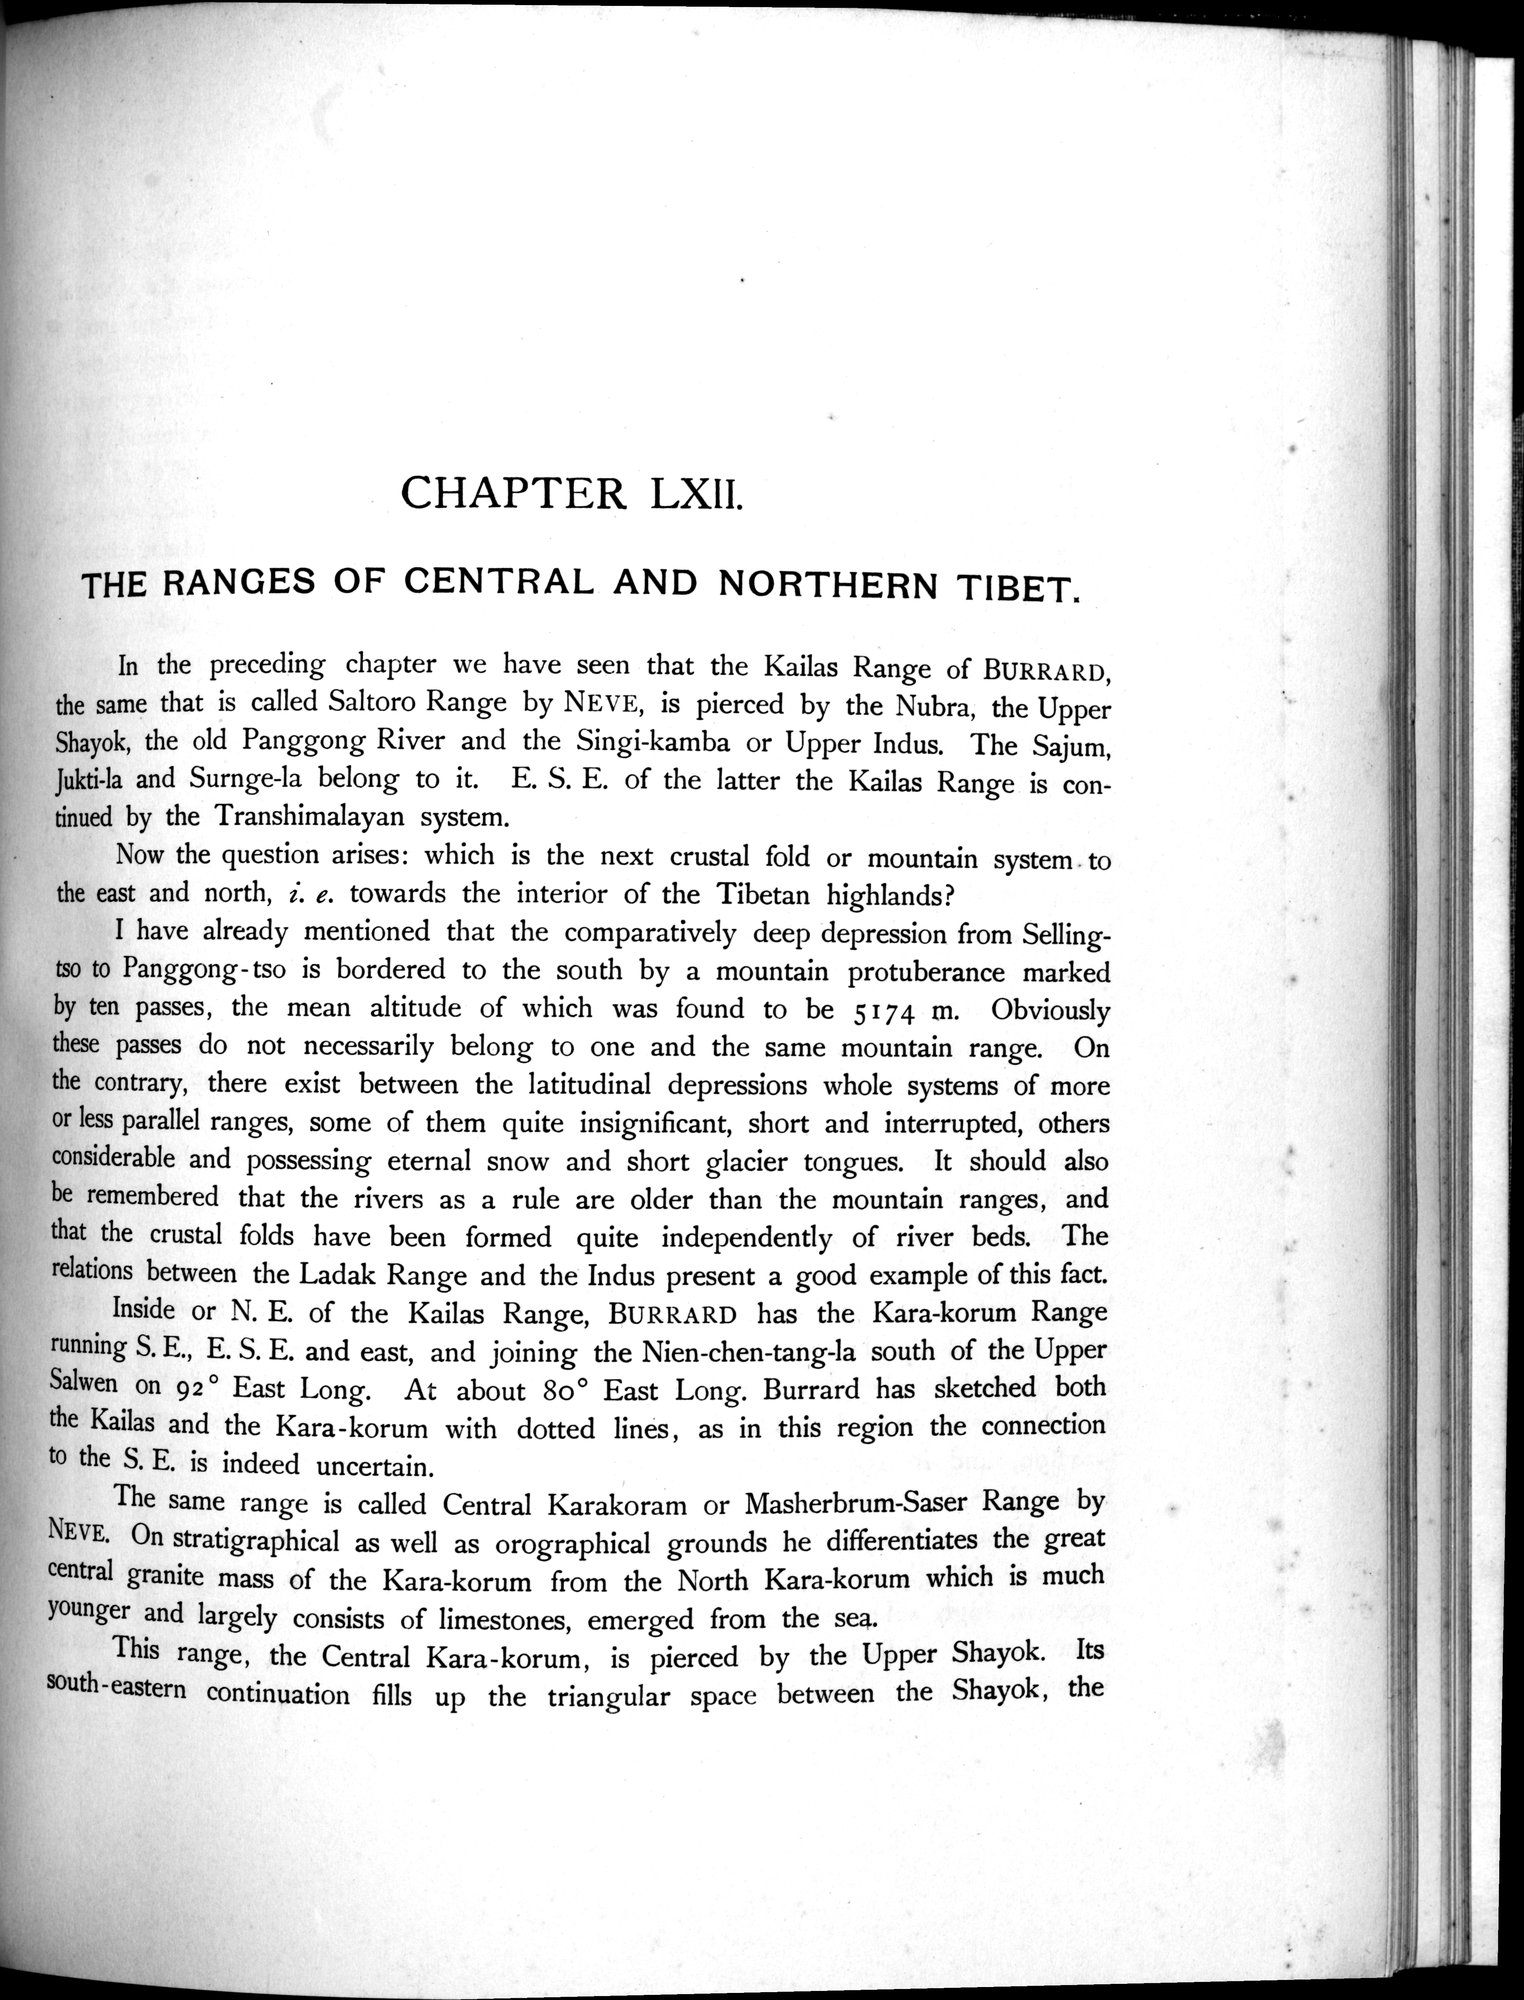 CHAPTER LXII.
THE RANGES OF CENTRAL AND NORTHERN TIBET.
In the preceding chapter we have seen that the Kailas Range of BURRARD,
the same that is called Saltoro Range by NEVE, is pierced by the Nubra, the Upper
Shayok, the old Panggong River and the Singi-kamba or Upper Indus. The Sajum,
Jukti-la and Surnge-la belong to it. E. S. E. of the latter the Kailas Range is con-
tinued by the Transhimalayan system.
Now the question arises: which is the next crustal fold or mountain system to
the east and north, i. e. towards the interior of the Tibetan highlands?
I have already mentioned that the comparatively deep depression from Selling-
tso to Panggong-tso is bordered to the south by a mountain protuberance marked
by ten passes, the mean altitude of which was found to be 5174 m. Obviously
these passes do not necessarily belong to one and the same mountain range. On
the contrary, there exist between the latitudinal depressions whole systems of more
or less parallel ranges, some of them quite insignificant, short and interrupted, others
considerable and possessing eternal snow and short glacier tongues. It should also
be remembered that the rivers as a rule are older than the mountain ranges, and
that the crustal folds have been formed quite independently of river beds. The
relations between the Ladak Range and the Indus present a good example of this fact.
Inside or N. E. of the Kailas Range, BURRARD has the Kara-korum Range
running S. E., E. S. E. and east, and joining the Nien-chen-tang-la south of the Upper
Salwen on 92° East Long. At about 80° East Long. Burrard has sketched both
the Kailas and the Kara-korum with dotted lines, as in this region the connection
to the S. E. is indeed uncertain.
The same range is called Central Karakoram or Masherbrum-Saser Range by
NEVE. On stratigraphical as well as orographical grounds he differentiates the great
central granite mass of the Kara-korum from the North Kara-korum which is much
younger and largely consists of limestones, emerged from the sea.
This range, the Central Kara-korum, is pierced by the Upper Shayok. Its
south-eastern continuation fills up the triangular space between the Shayok, the